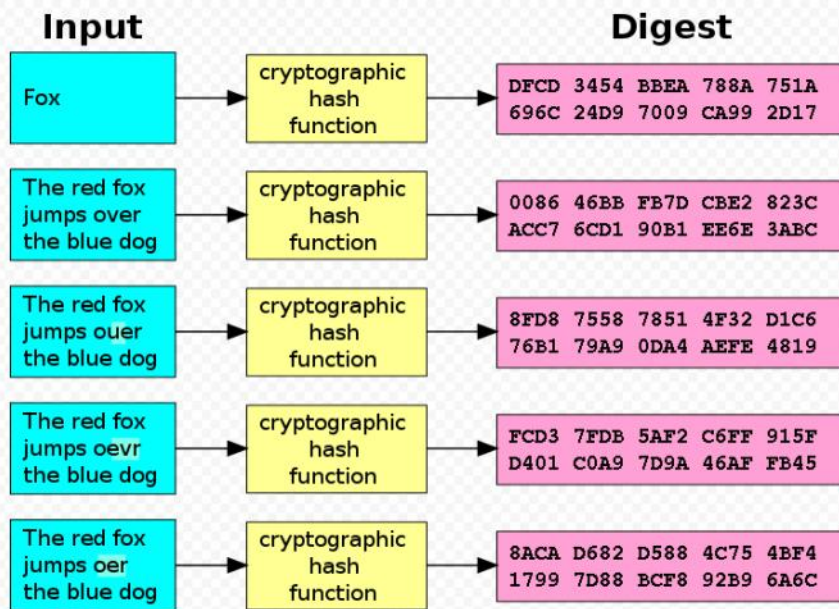 Input
Digest
Fox
cryptographic
hash
function
DFCD 3454 BBEA 788A 751A
696C 24D9 7009 CA99 2D17
The red fox
jumps over
the blue dog
cryptographic
hash
function
0086 46BB FB7D CBE2 823C
ACC7 6CD1 90B1 EE6E 3ABC
The red fox
jumps ouer
the blue dog
cryptographic
hash
function
8FD8 7558 7851 4F32 D1C6
76B1 79A9 0DA4 AEFE 4819
The red fox
jumps oevr
the blue dog
cryptographic
hash
function
FCD3 7FDB 5AF2 C6FF 915F
D401 C0A9 7D9A 46AF FB45
The red fox
jumps oer
the blue dog
cryptographic
hash
function
8ACA D682 D588 4C75 4BF4
1799 7D88 BCF8 92B9 6A6C